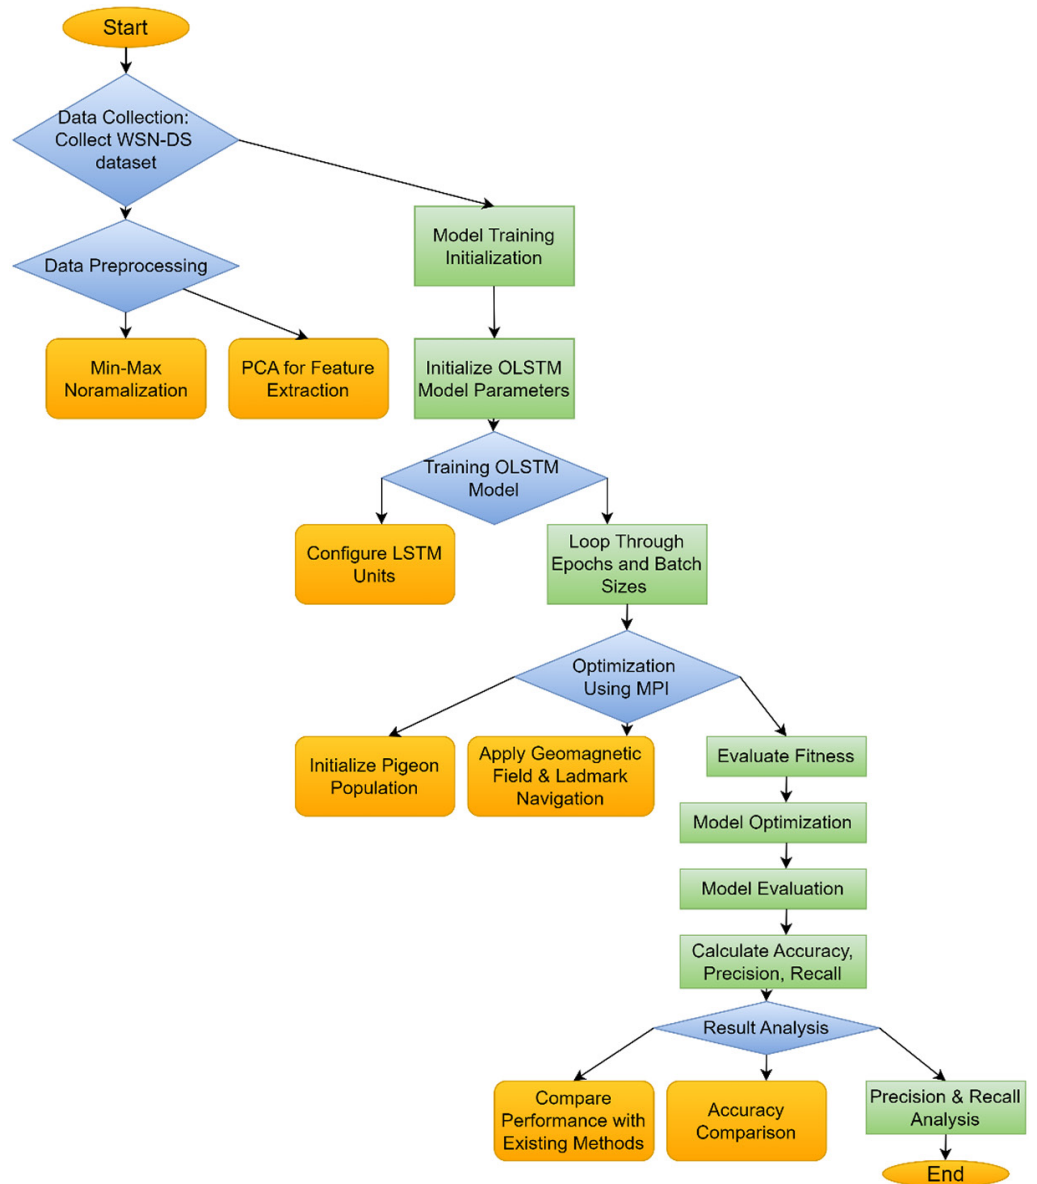 Start
Data Collection:
Collect WSN-DS
dataset
Model Training
Initialization
Data Preprocessing
Min-Max
Noramalization
PCA for Feature
Extraction
Initialize OLSTM
Model Parameters
Training OLSTM
Model
Configure LSTM
Units
Loop Through
Epochs and Batch
Sizes
Optimization
Using MPI
Initialize Pigeon
Population
Apply Geomagnetic
Field & Ladmark
Navigation
Evaluate Fitness
Model Optimization
Model Evaluation
Calculate Accuracy,
Precision, Recall
Result Analysis
Compare
Performance with
Existing Methods
Accuracy
Comparison
Precision & Recall
Analysis
End